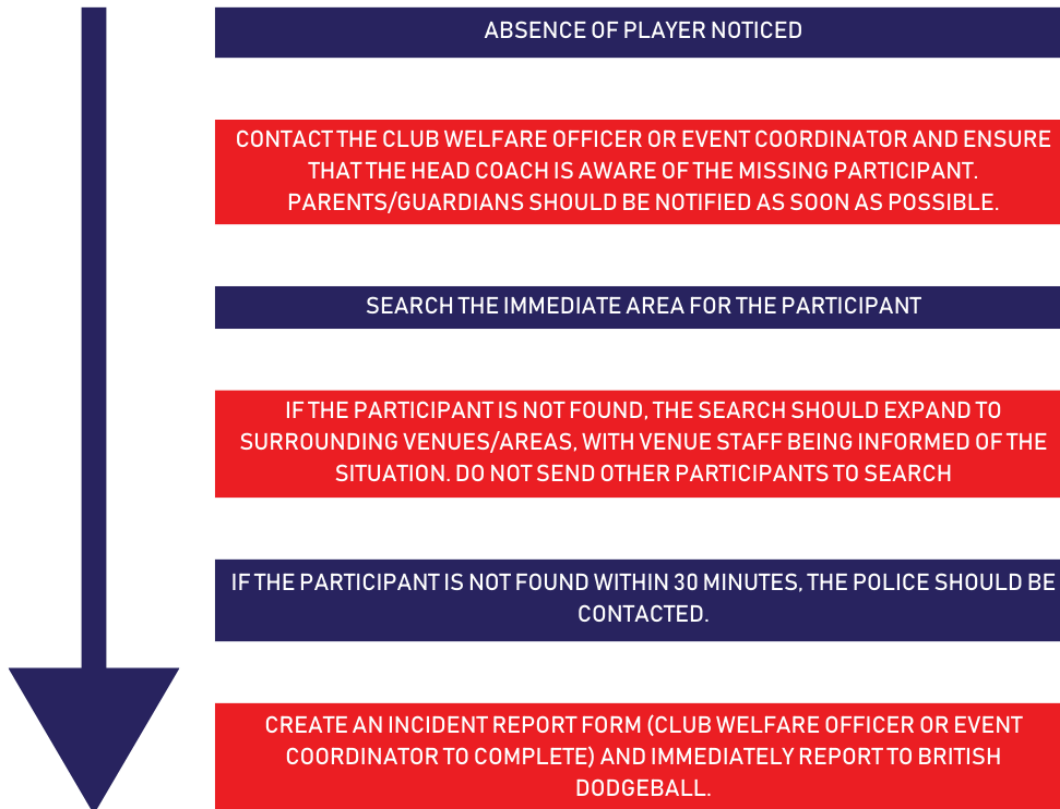 ABSENCE OF PLAYER NOTICED
CONTACT THE CLUB WELFARE OFFICER OR EVENT COORDINATOR AND ENSURE
THAT THE HEAD COACH IS AWARE OF THE MISSING PARTICIPANT.
PARENTS/GUARDIANS SHOULD BE NOTIFIED AS SOON AS POSSIBLE.
SEARCH THE IMMEDIATE AREA FOR THE PARTICIPANT
IF THE PARTICIPANT IS NOT FOUND, THE SEARCH SHOULD EXPAND TO
SURROUNDING VENUES/AREAS, WITH VENUE STAFF BEING INFORMED OF THE
SITUATION. DO NOT SEND OTHER PARTICIPANTS TO SEARCH
IF THE PARTICIPANT IS NOT FOUND WITHIN 30 MINUTES, THE POLICE SHOULD BE
CONTACTED.
CREATE AN INCIDENT REPORT FORM (CLUB WELFARE OFFICER OR EVENT
COORDINATOR TO COMPLETE) AND IMMEDIATELY REPORT TO BRITISH
DODGEBALL.